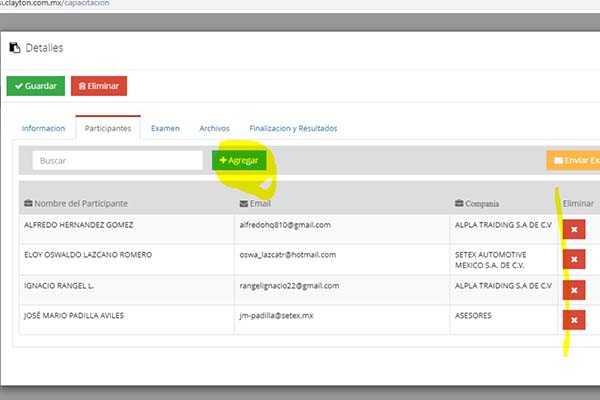 si.clayton.com.mx/capacitacion
Detalles
Guardar
Eliminar
Informacion
Participantes
Examen
Archivos
Finalizacion y Resultados
Buscar
Agregar
Enviar Ex
Nombre del Participante
Email
Compania
Eliminar
ALFREDO HERNANDEZ GOMEZ
alfredohq810@gmail.com
ALPLA TRAIDING S.A DE C.V
ELOY OSWALDO LAZCANO ROMERO
oswa_lazcatr@hotmail.com
SETEX AUTOMOTIVE
MEXICO S.A. DE C.V.
IGNACIO RANGEL L.
rangelignacio22@gmail.com
ALPLA TRAIDING S.A DE C.V
JOSÉ MARIO PADILLA AVILES
jm-padilla@setex.mx
ASESORES